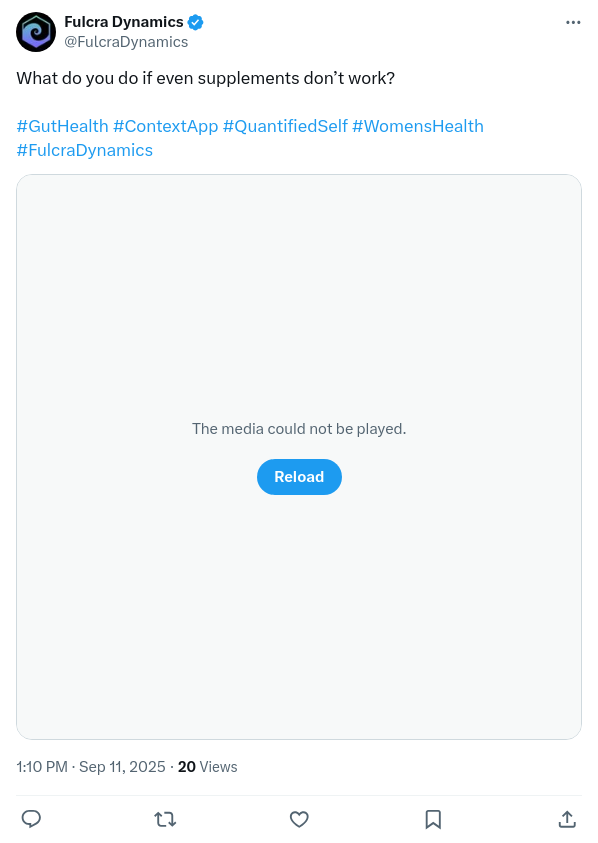 Fulcra Dynamics
@FulcraDynamics
What do you do if even supplements don’t work?
#GutHealth #ContextApp #QuantifiedSelf #WomensHealth
#FulcraDynamics
The media could not be played.
Reload
1:10 PM · Sep 11, 2025 · 20 Views